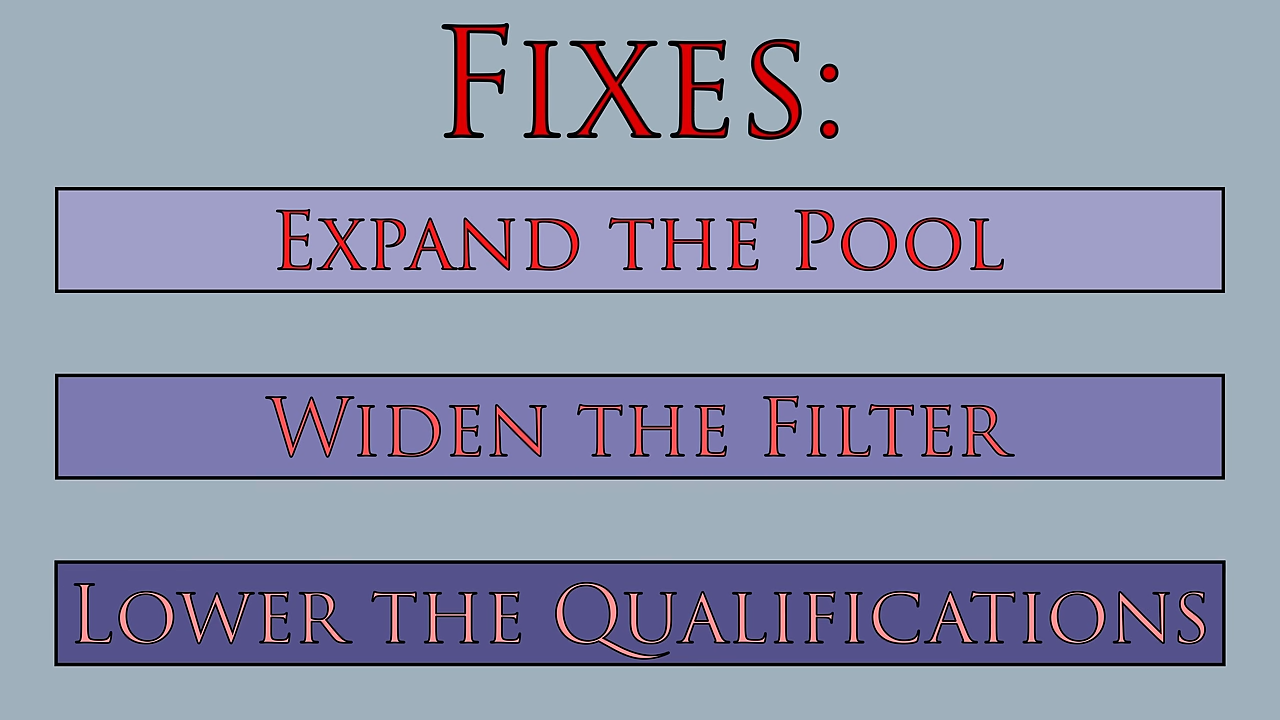 Fixes:
Expand the Pool
Widen the Filter
Lower the Qualifications